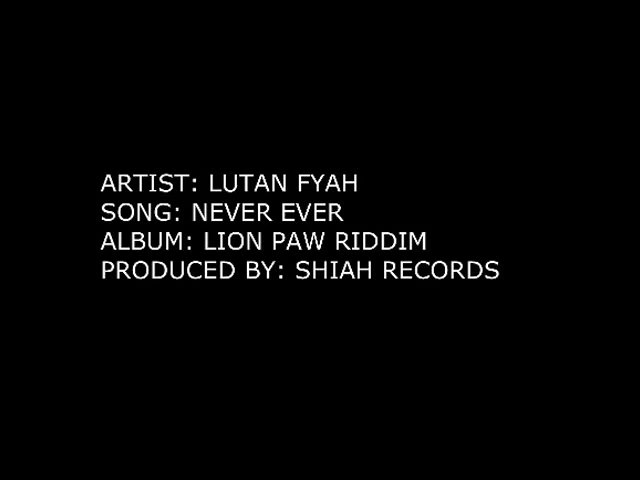 ARTIST: LUTAN FYAH
SONG: NEVER EVER
ALBUM: LION PAW RIDDIM
PRODUCED BY: SHIAH RECORDS